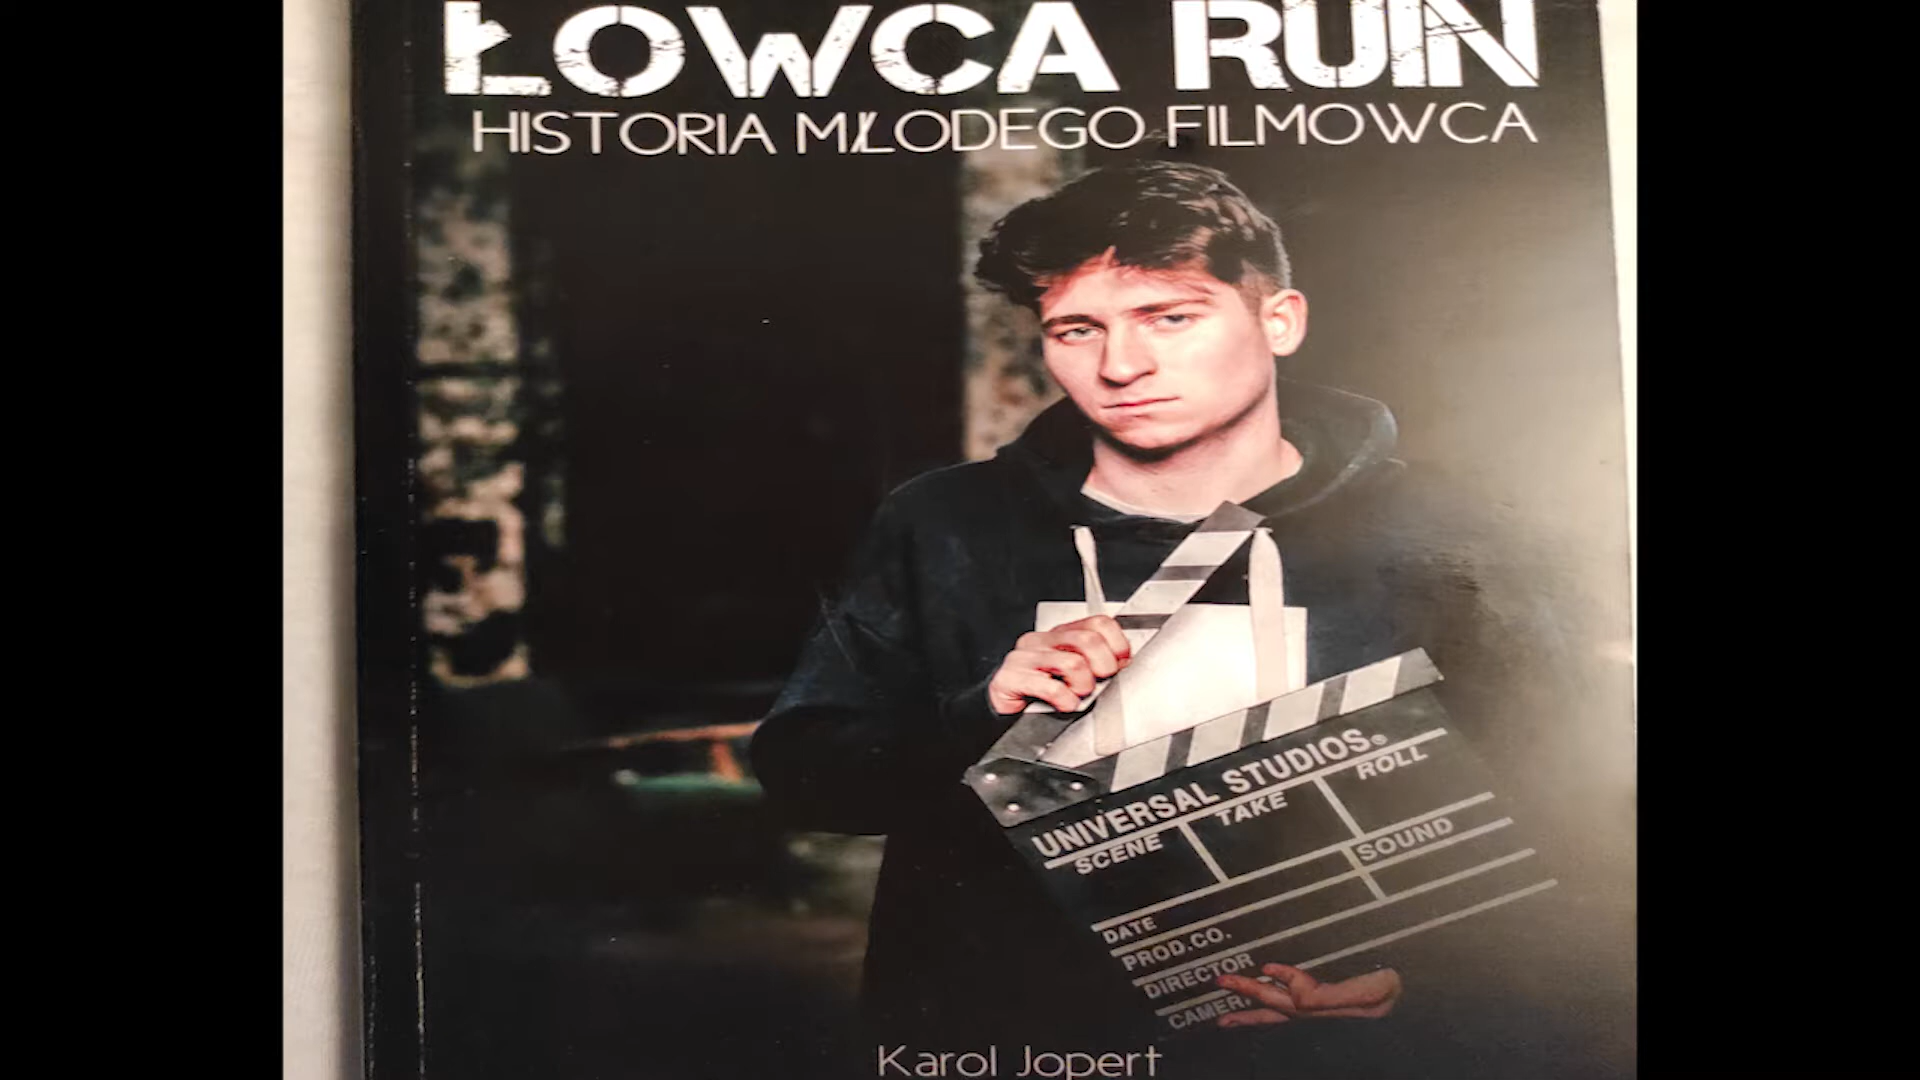 ŁOWCA RUIN
HISTORIA MŁODEGO FILMOWCA
UNIVERSAL STUDIOS®
SCENE TAKE ROLL
SOUND
DATE
PROD.CO.
DIRECTOR
CAMERA
Karol Jopert